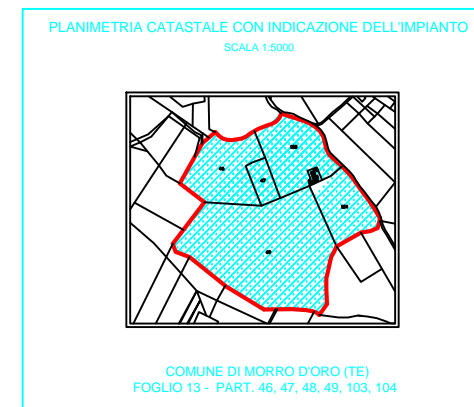 PLANIMETRIA CATASTALE CON INDICAZIONE DELL'IMPIANTO
SCALA 1:5000
COMUNE DI MORRO D'ORO (TE)
FOGLIO 13 - PART. 46, 47, 48, 49, 103, 104